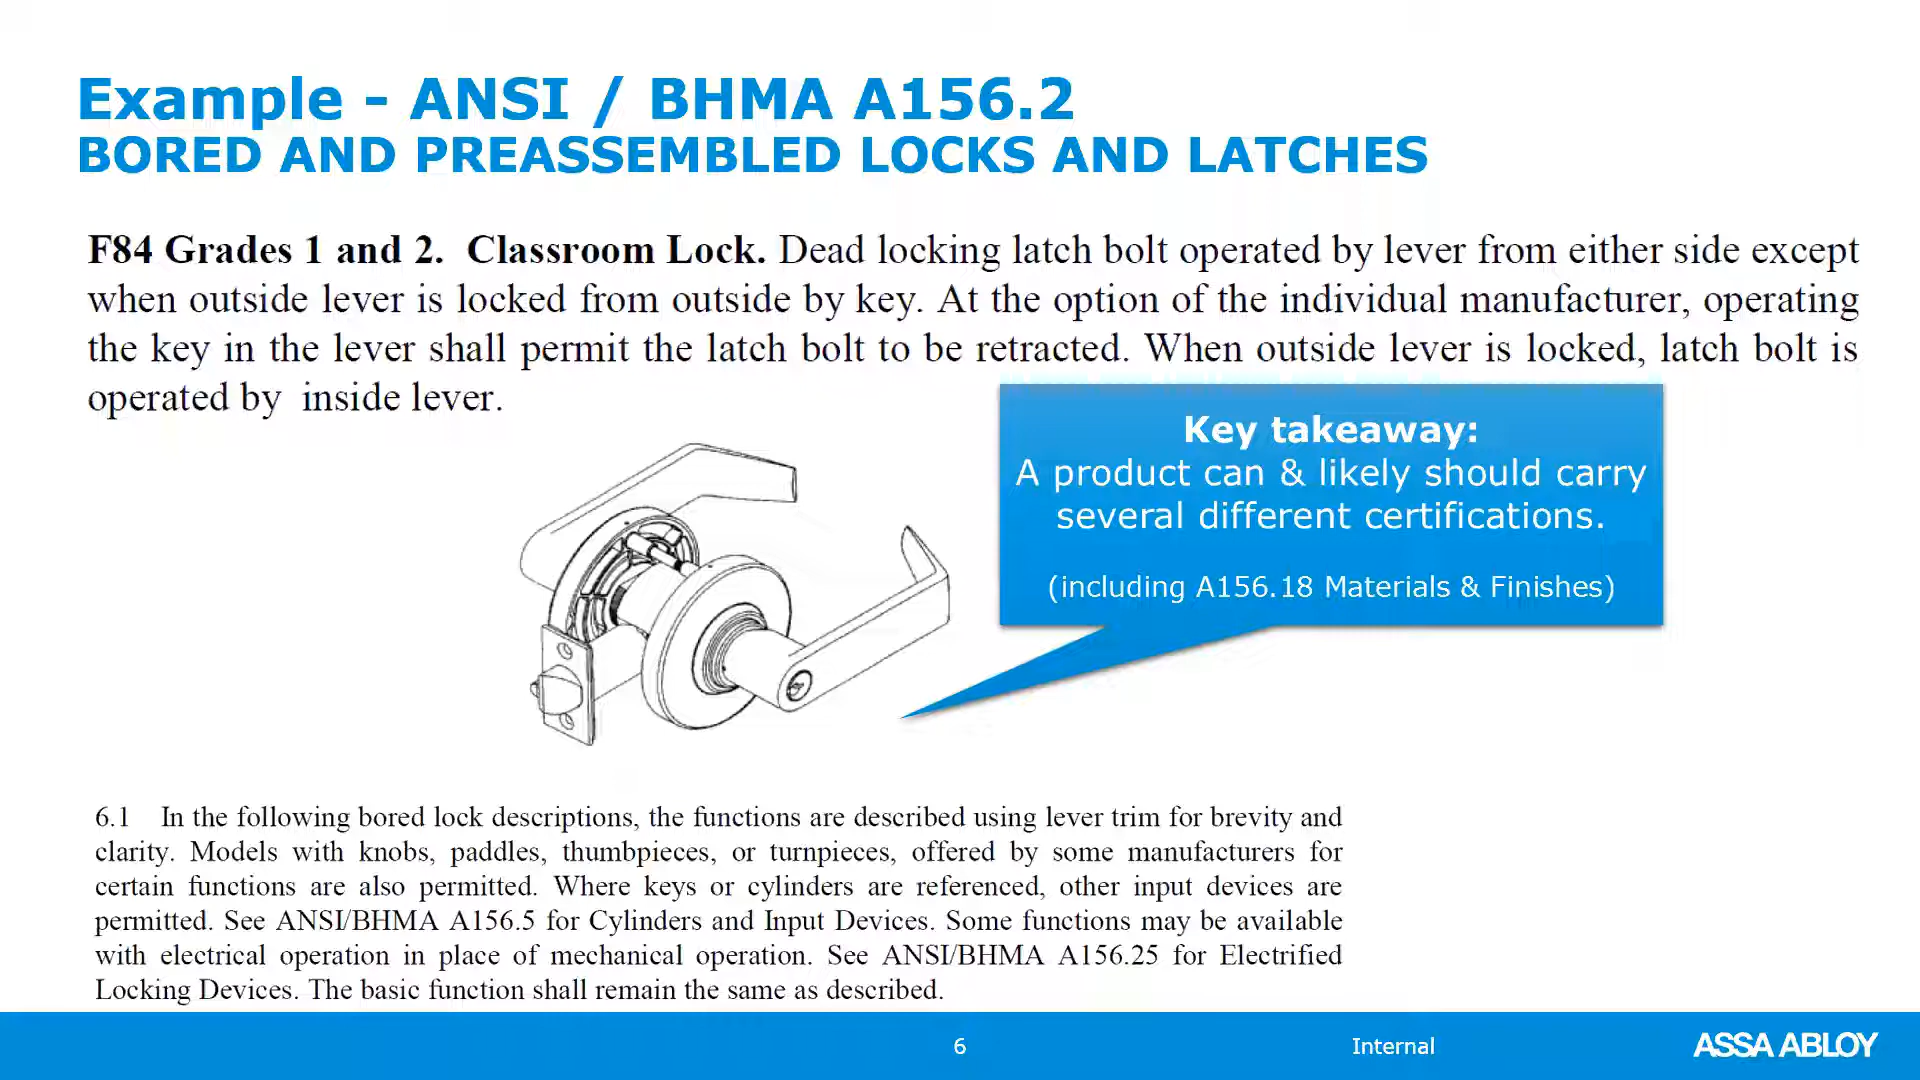 Example - ANSI / BHMA A156.2
BORED AND PREASSEMBLED LOCKS AND LATCHES
F84 Grades 1 and 2. Classroom Lock. Dead locking latch bolt operated by lever from either side except
when outside lever is locked from outside by key. At the option of the individual manufacturer, operating
the key in the lever shall permit the latch bolt to be retracted. When outside lever is locked, latch bolt is
operated by inside lever.
Key takeaway:
A product can & likely should carry
several different certifications.
(including A156.18 Materials & Finishes)
6.1 In the following bored lock descriptions, the functions are described using lever trim for brevity and
clarity. Models with knobs, paddles, thumbpieces, or turnpieces, offered by some manufacturers for
certain functions are also permitted. Where keys or cylinders are referenced, other input devices are
permitted. See ANSI/BHMA A156.5 for Cylinders and Input Devices. Some functions may be available
with electrical operation in place of mechanical operation. See ANSI/BHMA A156.25 for Electrified
Locking Devices. The basic function shall remain the same as described.
6
Internal
ASSA ABLOY